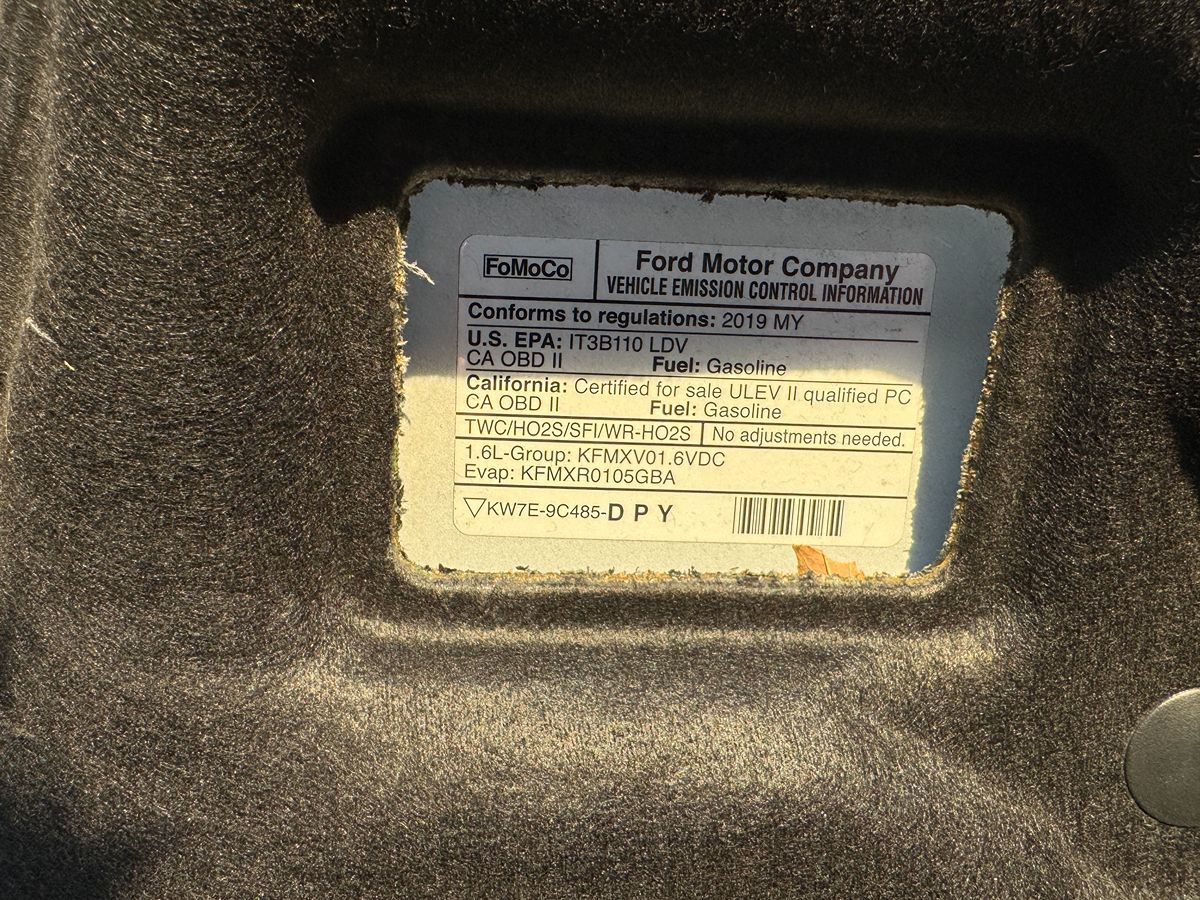 FoMoCo
Ford Motor Company
VEHICLE EMISSION CONTROL INFORMATION
Conforms to regulations: 2019 MY
U.S. EPA: IT3B110 LDV
CA OBD II Fuel: Gasoline
California: Certified for sale ULEV II qualified PC
CA OBD II Fuel: Gasoline
TWC/HO2S/SFI/WR-HO2S No adjustments needed.
1.6L-Group: KFMXV01.6VDC
Evap: KFMXR0105GBA
KW7E-9C485-DPY